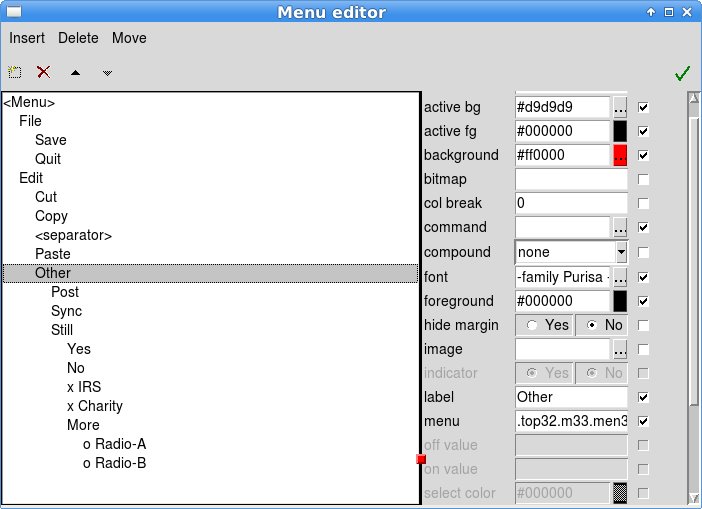 Menu editor
Insert Delete Move
<Menu>
File
Save
Quit
Edit
Cut
Copy
<separator>
Paste
Other
Post
Sync
Still
Yes
No
x IRS
x Charity
More
o Radio-A
o Radio-B
active bg #d9d9d9 ...
active fg #000000
background #ff0000 ...
bitmap
col break 0
command ...
compound none
font -family Purisa - ...
foreground #000000
hide margin Yes No
image ...
indicator Yes No
label Other
menu .top32.m33.men3
off value
on value
select color #000000